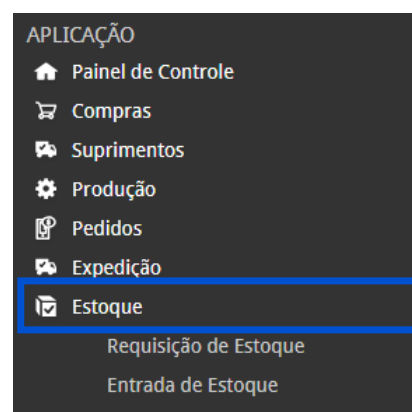 APLICAÇÃO
Painel de Controle
Compras
Suprimentos
Produção
Pedidos
Expedição
Estoque
Requisição de Estoque
Entrada de Estoque